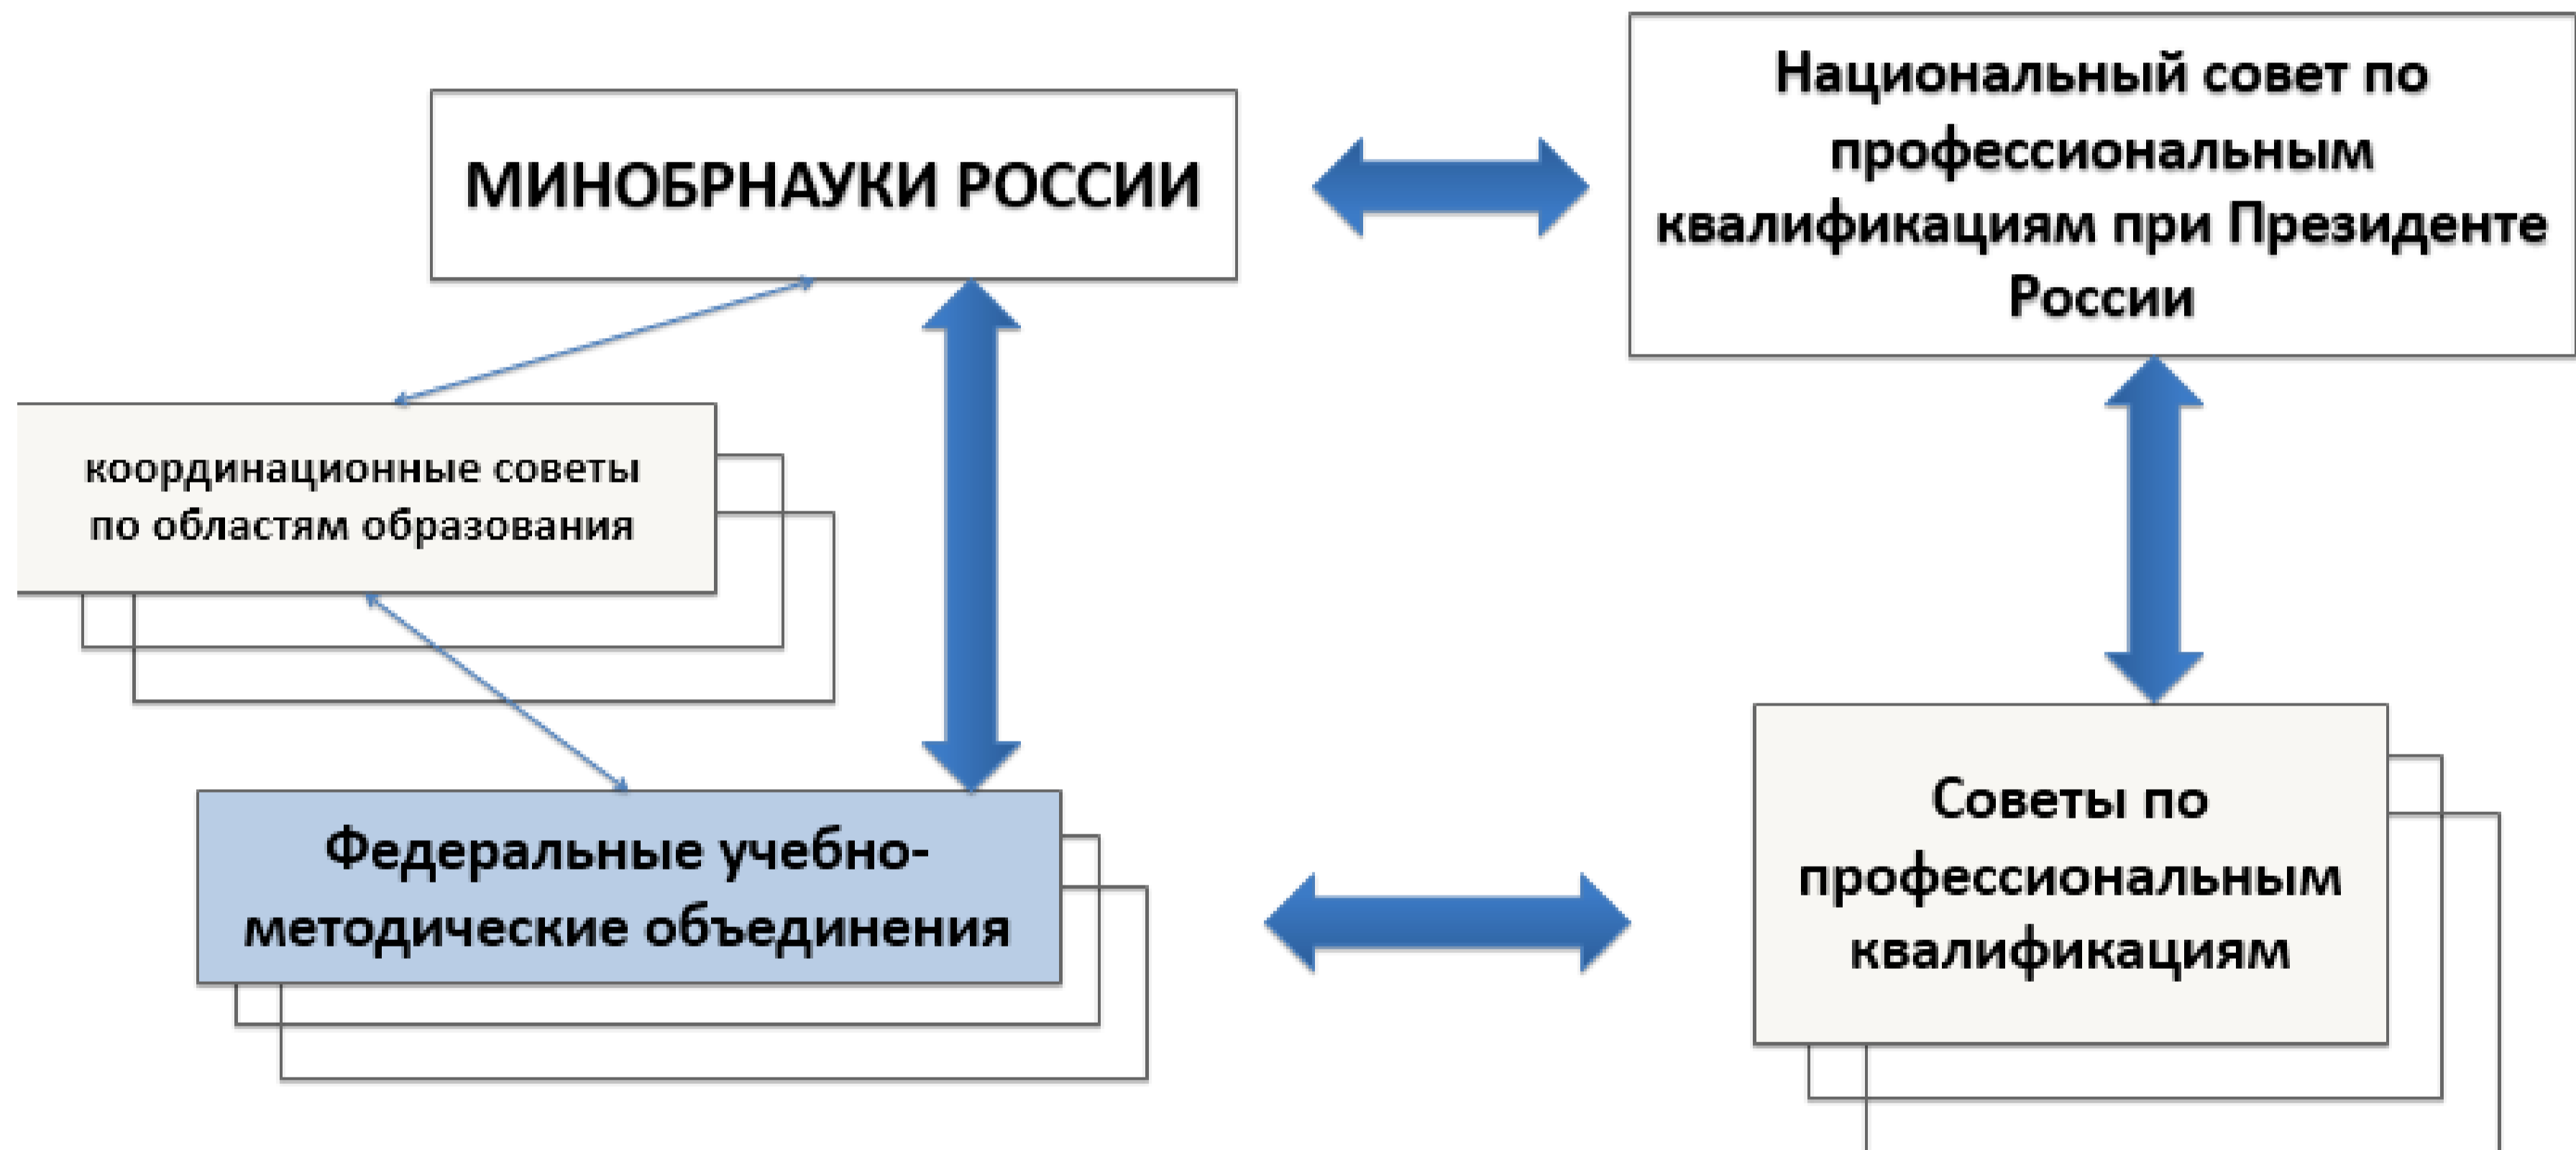 МИНОБРНАУКИ РОССИИ
Национальный совет по
профессиональным
квалификациям при Президенте
России
координационные советы
по областям образования
Федеральные учебно-
методические объединения
Советы по
профессиональным
квалификациям